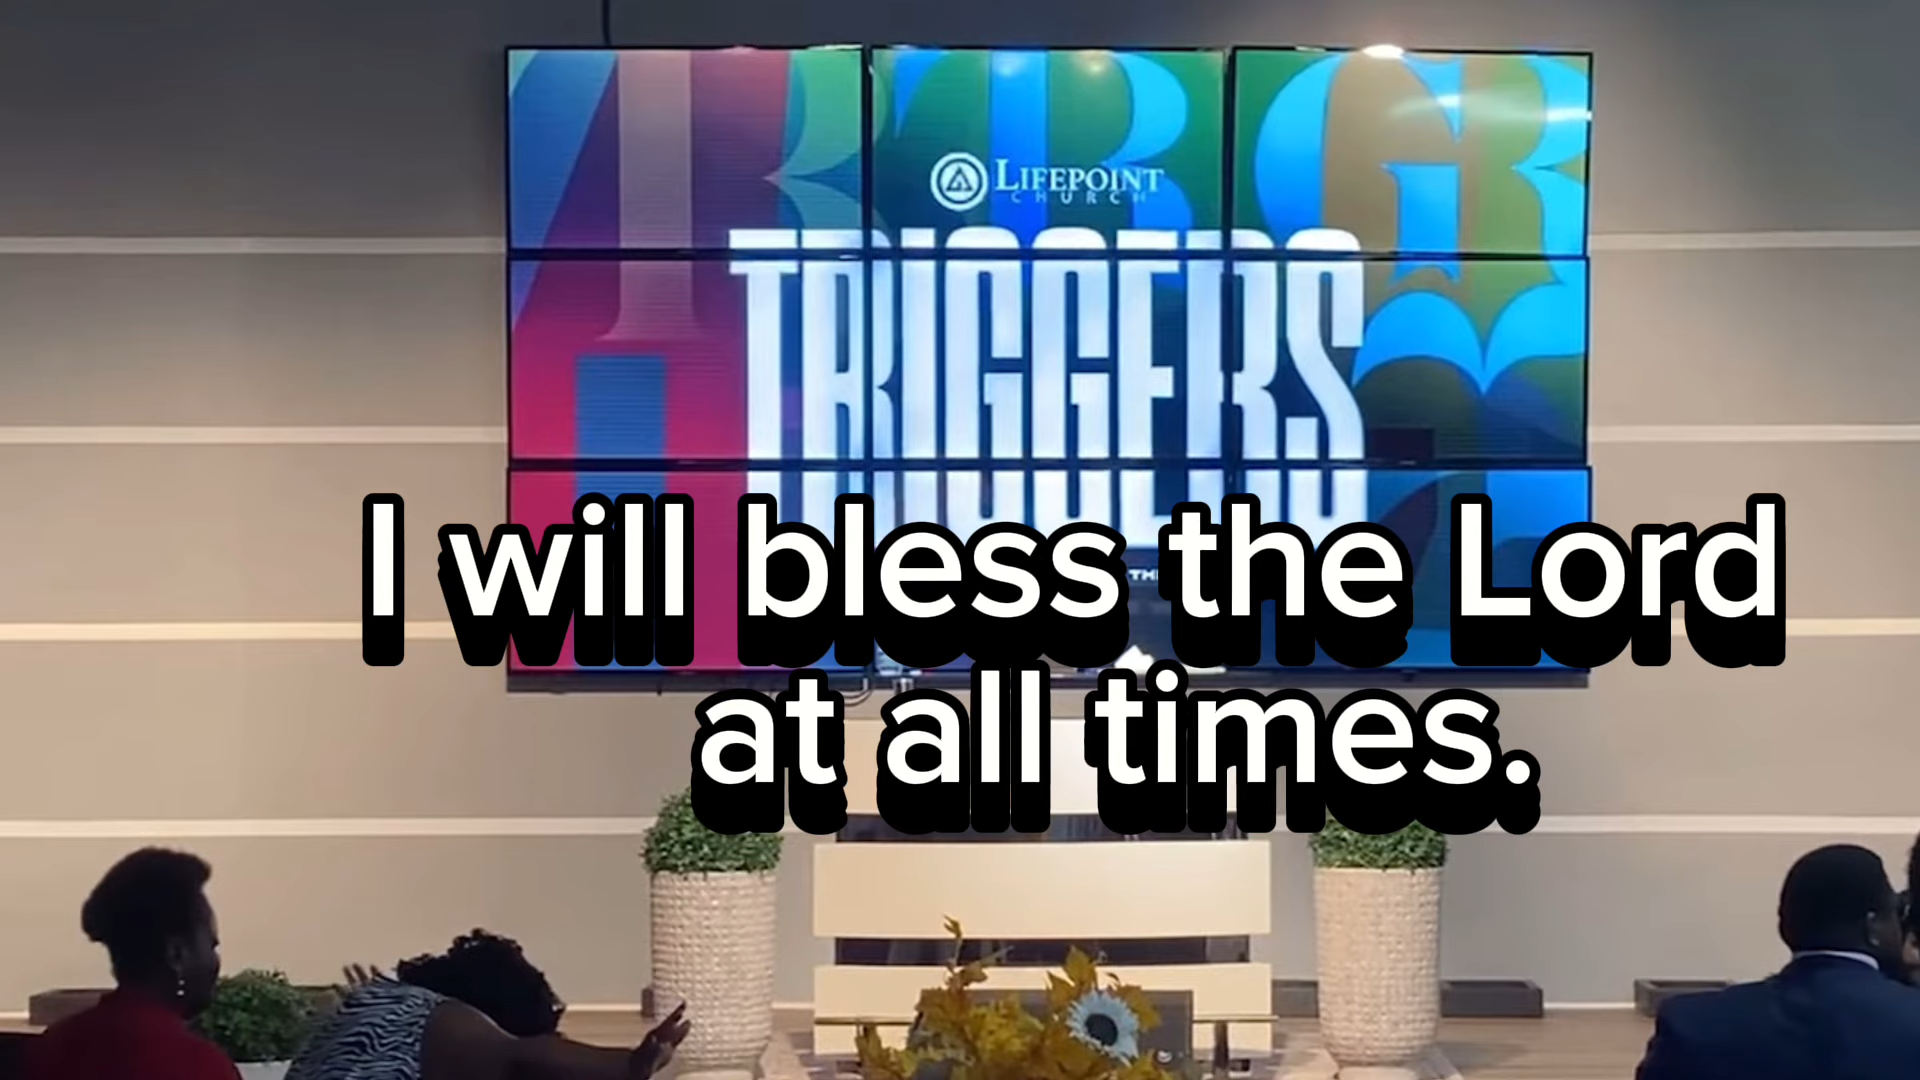 LIFEPOINT
CHURCH
TRIGGERS
I will bless the Lord
at all times.